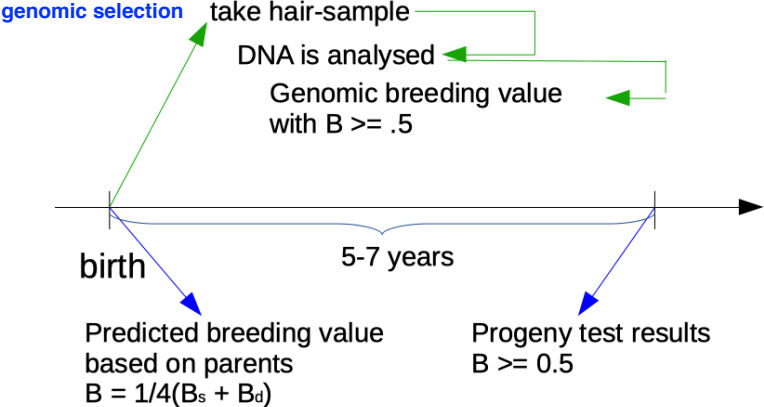 genomic selection
take hair-sample
DNA is analysed
Genomic breeding value
with B >= .5
5-7 years
birth
Predicted breeding value
based on parents
B = 1/4(Bs + Bd)
Progeny test results
B >= 0.5